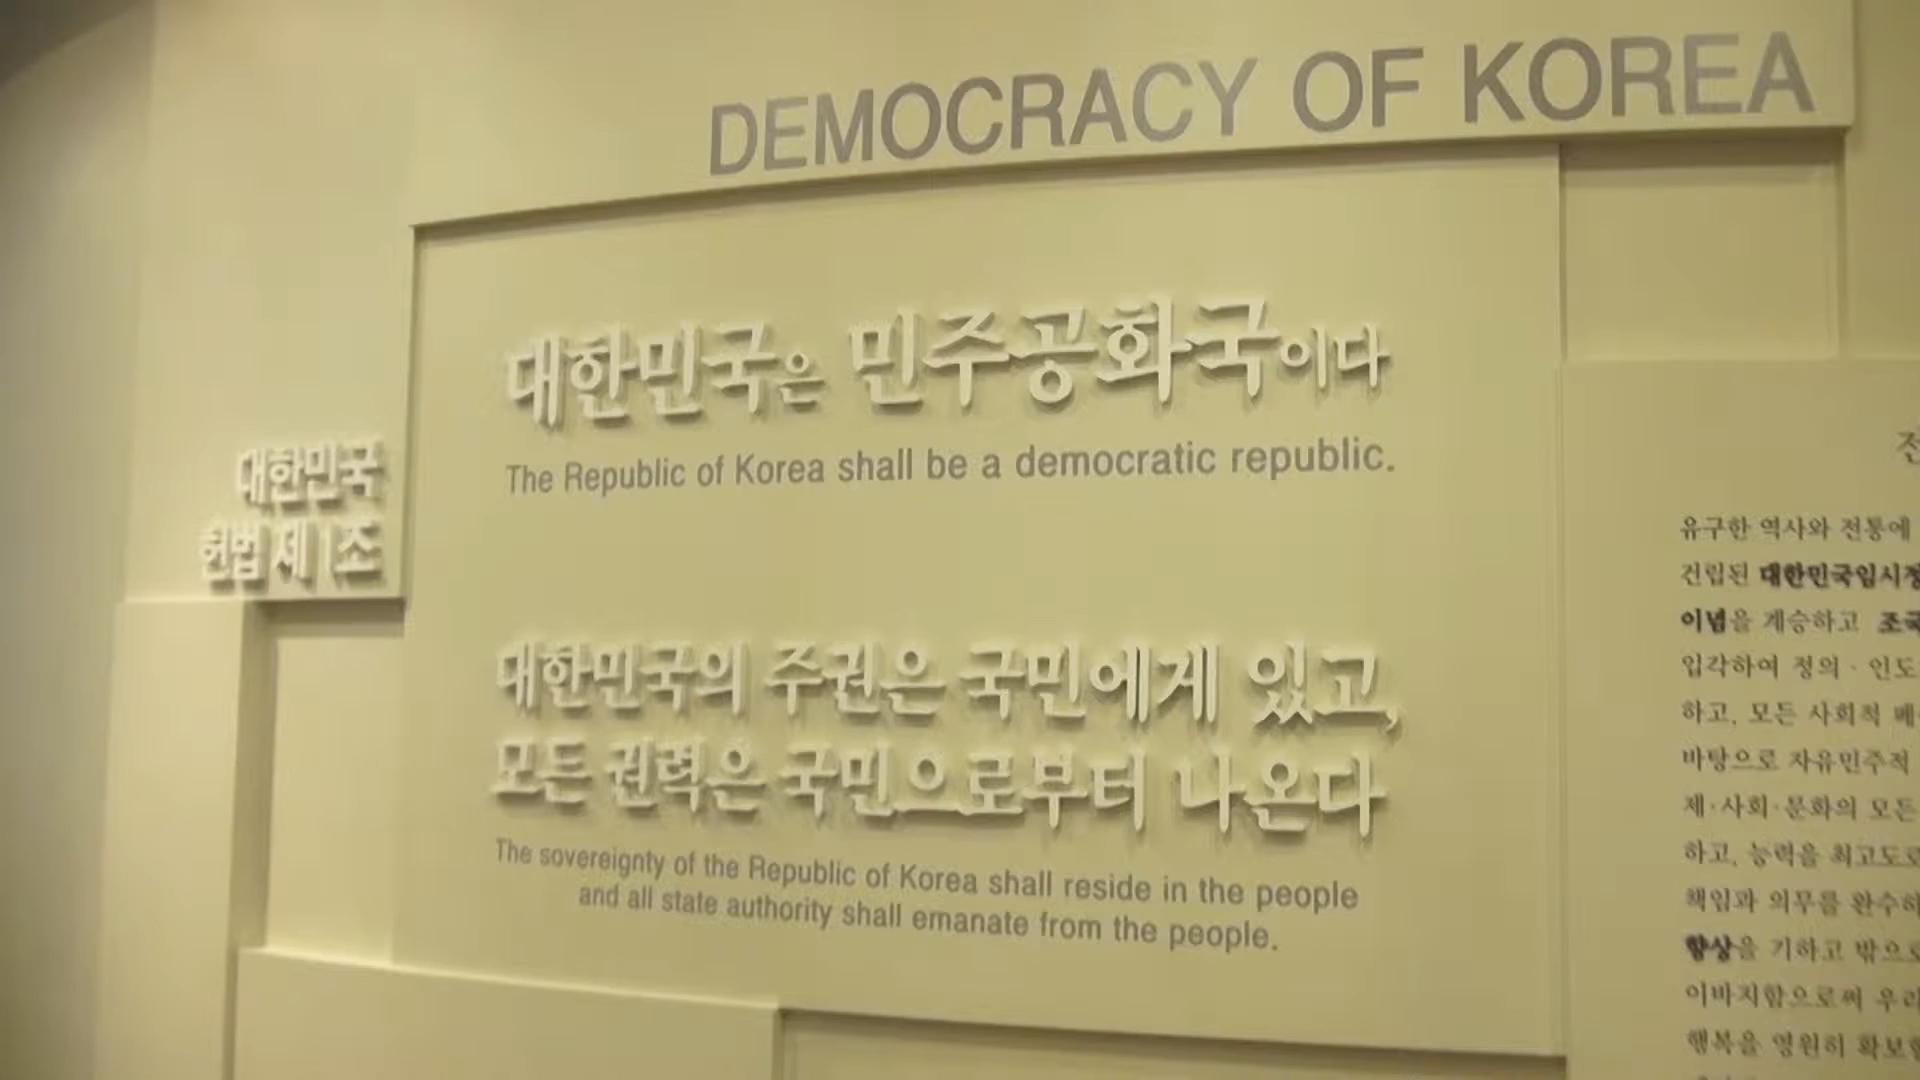 DEMOCRACY OF KOREA
대한민국은 민주공화국이다
The Republic of Korea shall be a democratic republic.
대한민국
헌법 제1조
대한민국의 주권은 국민에게 있고,
모든 권력은 국민으로부터 나온다
The sovereignty of the Republic of Korea shall reside in the people
and all state authority shall emanate from the people.
전
유구한 역사와 전통에
건립된 대한민국임시정
이념을 계승하고 조국
입각하여 정의·인도
하고, 모든 사회적 폐
바탕으로 자유민주적
제·사회·문화의 모든
하고, 능력을 최고도로
책임과 의무를 완수하
향상을 기하고 밖으로
이바지함으로써 우리
행복을 영원히 확보할